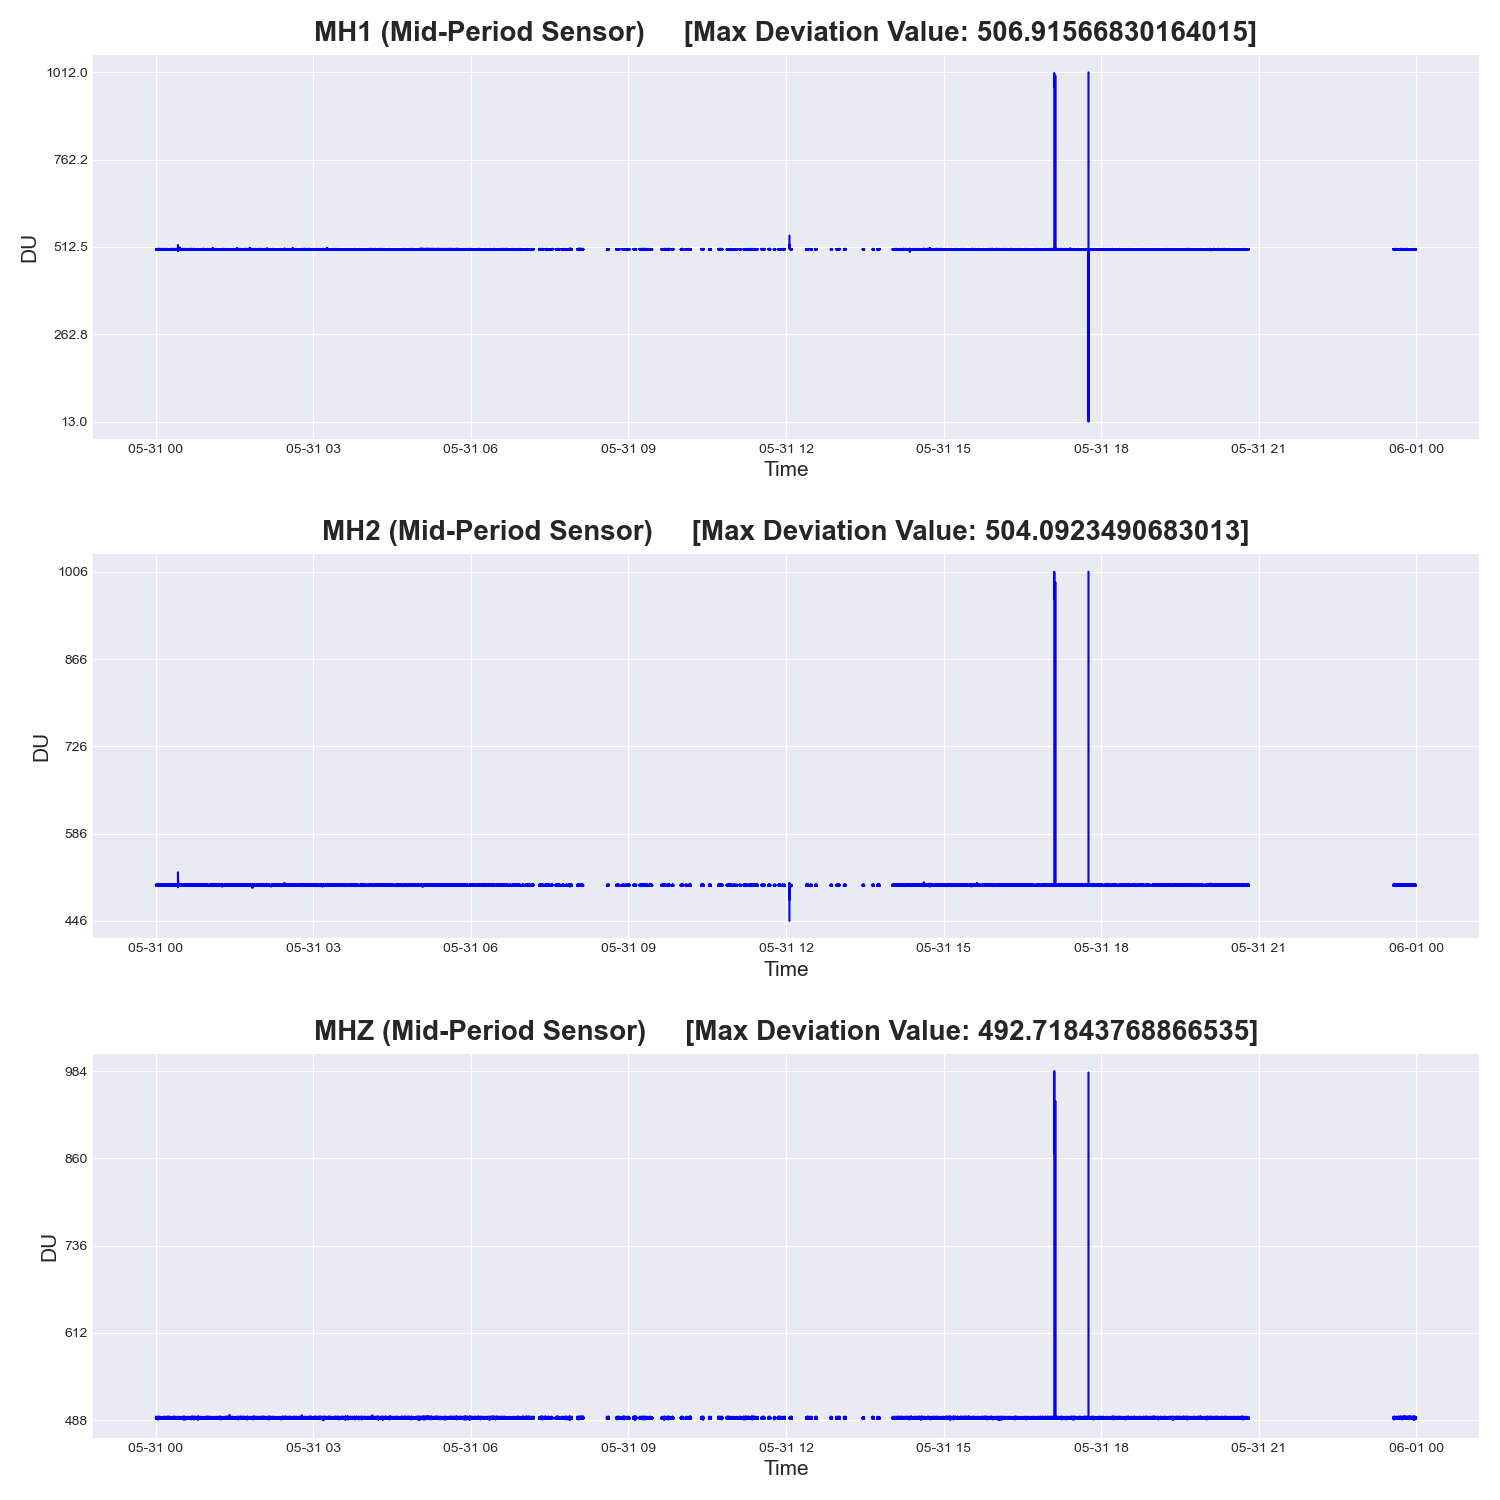 MH1 (Mid-Period Sensor) [Max Deviation Value: 506.91566830164015]
1012.0
762.2
512.5
262.8
13.0
DU
05-31 00 05-31 03 05-31 06 05-31 09 05-31 12 05-31 15 05-31 18 05-31 21 06-01 00
Time
MH2 (Mid-Period Sensor) [Max Deviation Value: 504.0923490683013]
1006
866
726
586
446
DU
05-31 00 05-31 03 05-31 06 05-31 09 05-31 12 05-31 15 05-31 18 05-31 21 06-01 00
Time
MHZ (Mid-Period Sensor) [Max Deviation Value: 492.71843768866535]
984
860
736
612
488
DU
05-31 00 05-31 03 05-31 06 05-31 09 05-31 12 05-31 15 05-31 18 05-31 21 06-01 00
Time